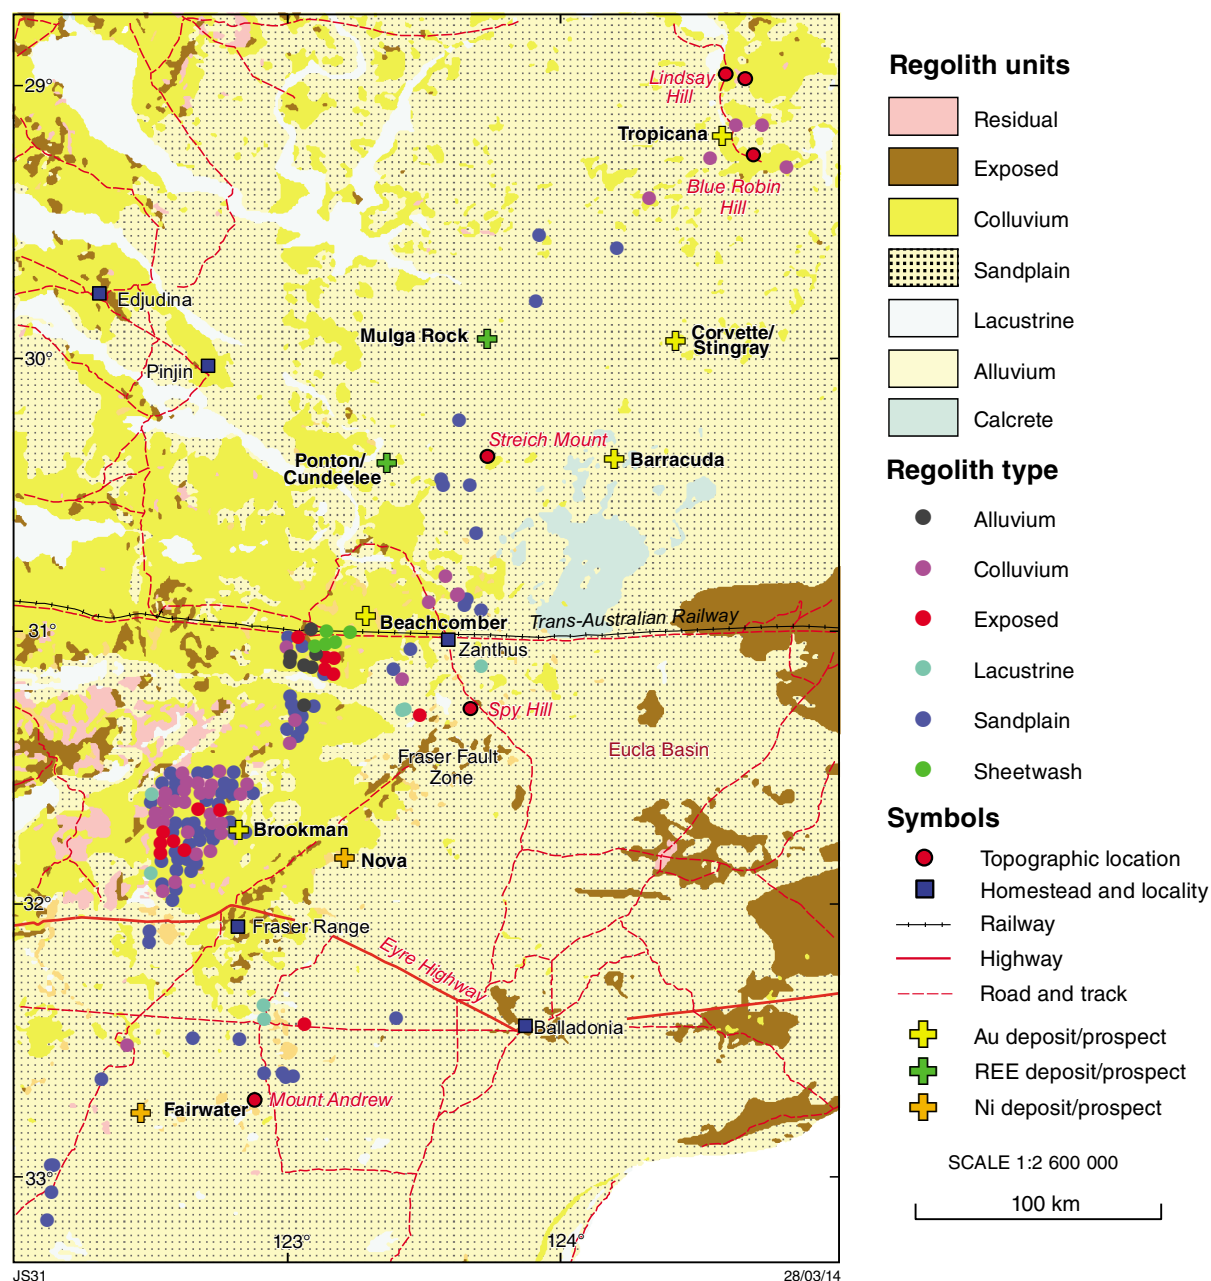 29°
30°
31°
32°
33°
123°
124°
Lindsay
Hill
Tropicana
Blue Robin
Hill
Edjudina
Mulga Rock
Corvette/
Stingray
Pinjin
Streich Mount
Ponton/
Cundeelee
Barracuda
Beachcomber
Trans-Australian Railway
Zanthus
Spy Hill
Eucla Basin
Fraser Fault
Zone
Brookman
Nova
Fraser Range
Eyre Highway
Balladonia
Fairwater
Mount Andrew
JS31
28/03/14
Regolith units
Residual
Exposed
Colluvium
Sandplain
Lacustrine
Alluvium
Calcrete
Regolith type
Alluvium
Colluvium
Exposed
Lacustrine
Sandplain
Sheetwash
Symbols
Topographic location
Homestead and locality
Railway
Highway
Road and track
Au deposit/prospect
REE deposit/prospect
Ni deposit/prospect
SCALE 1:2 600 000
100 km